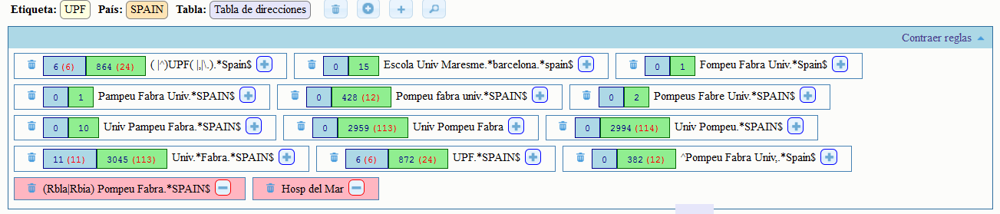 Etiqueta: UPF País: SPAIN Tabla: Tabla de direcciones
Contraer reglas
6 (6) 864 (24) ( |^)UPF( |,|\.).*Spain$ 0 15 Escola Univ Maresme.*barcelona.*spain$ 0 1 Fompeu Fabra Univ.*Spain$
0 1 Pampeu Fabra Univ.*SPAIN$ 0 428 (12) Pompeu fabra univ.*SPAIN$ 0 2 Pompeus Fabre Univ.*SPAIN$
0 10 Univ Pampeu Fabra.*SPAIN$ 0 2959 (113) Univ Pompeu Fabra 0 2994 (114) Univ Pompeu.*SPAIN$
11 (11) 3045 (113) Univ.*Fabra.*SPAIN$ 6 (6) 872 (24) UPF.*SPAIN$ 0 382 (12) ^Pompeu Fabra Univ,.*Spain$
(Rbla|Rbia) Pompeu Fabra.*SPAIN$ Hosp del Mar